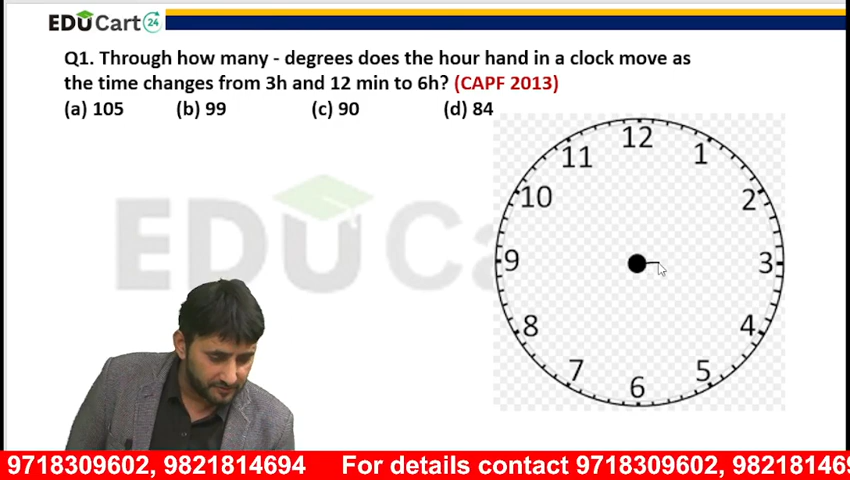 EDUCart 24
Q1. Through how many - degrees does the hour hand in a clock move as
the time changes from 3h and 12 min to 6h? (CAPF 2013)
(a) 105 (b) 99 (c) 90 (d) 84
12
11 1
10 2
9 3
8 4
7 5
6
EDUCa
9718309602, 9821814694 For details contact 9718309602, 982181469